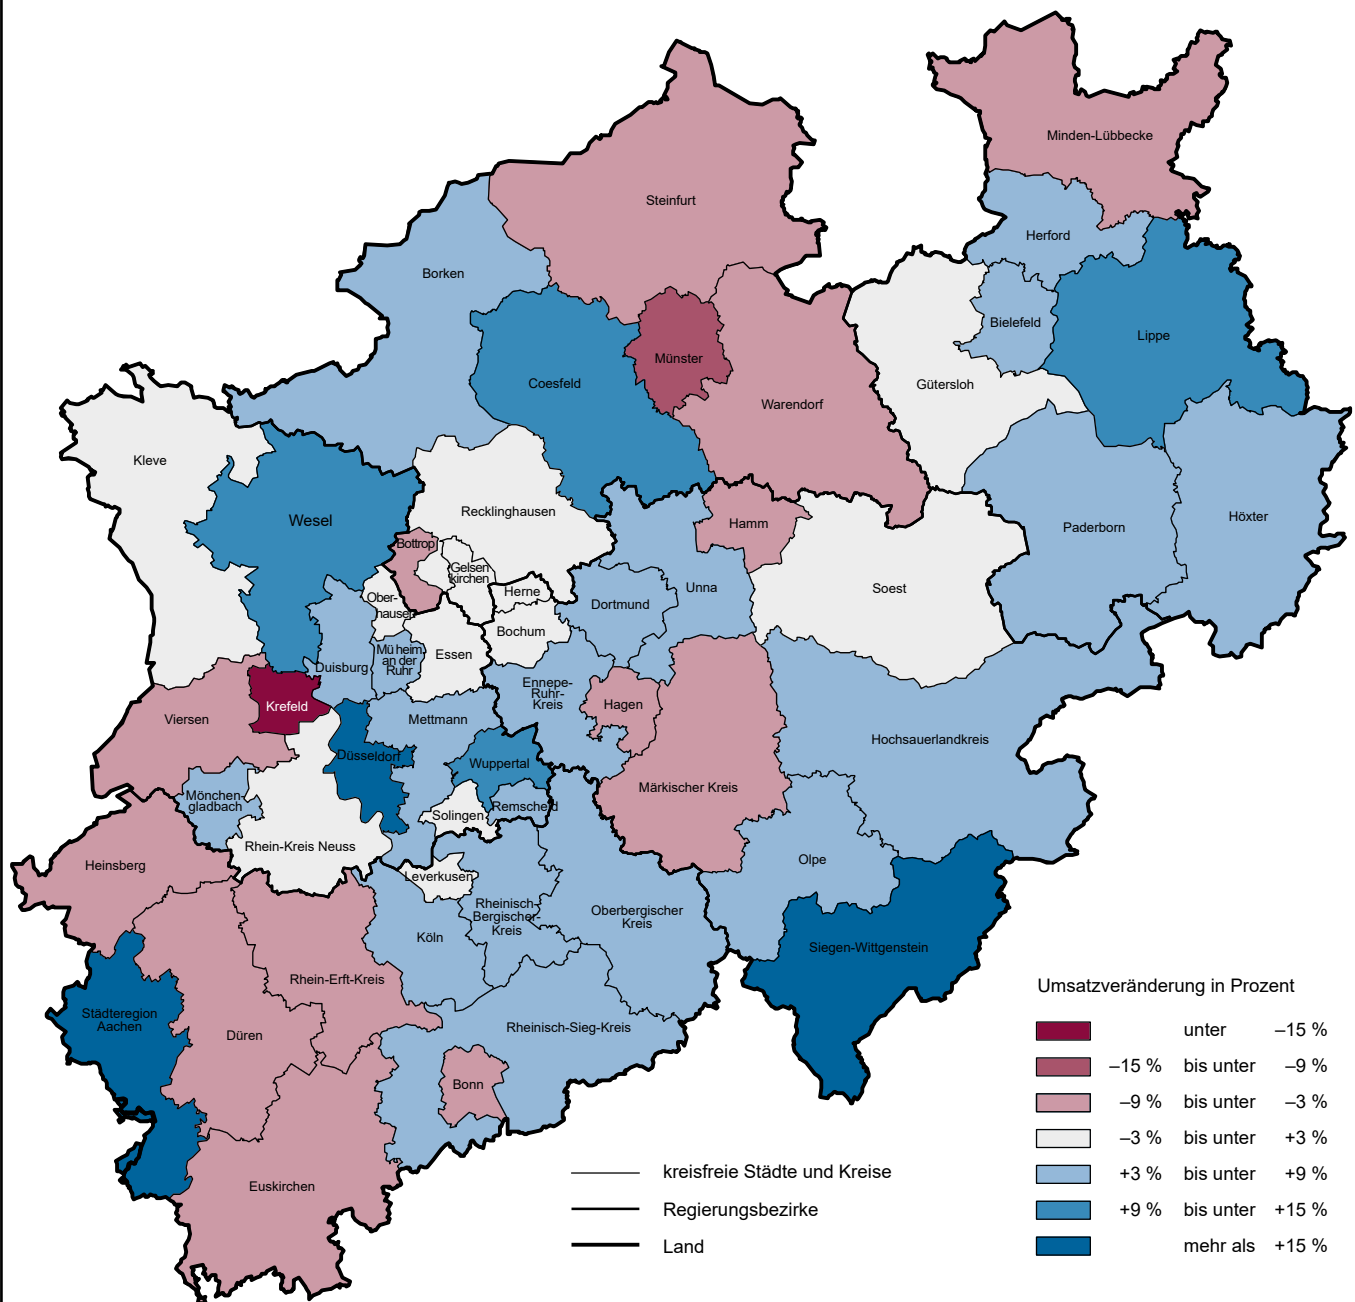 Minden-Lübbecke
Steinfurt
Herford
Borken
Bielefeld
Lippe
Münster
Coesfeld
Gütersloh
Warendorf
Kleve
Recklinghausen
Wesel
Höxter
Hamm
Paderborn
Bottrop
Gelsen
kirchen
Unna
Soest
Herne
Ober-
hausen
Dortmund
Bochum
Mü heim
an der
Ruhr
Essen
Duisburg
Ennepe-
Ruhr-
Kreis
Krefeld
Hagen
Viersen
Mettmann
Hochsauerlandkreis
Düsseldorf
Wuppertal
Märkischer Kreis
Mönchen-
gladbach
Remscheid
Solingen
Rhein-Kreis Neuss
Olpe
Heinsberg
Leverkusen
Rheinisch-
Bergischer-
Kreis
Oberbergischer
Kreis
Köln
Siegen-Wittgenstein
Rhein-Erft-Kreis
Städteregion
Aachen
Rheinisch-Sieg-Kreis
Düren
Bonn
Euskirchen
Umsatzveränderung in Prozent
unter –15 %
–15 % bis unter –9 %
–9 % bis unter –3 %
–3 % bis unter +3 %
+3 % bis unter +9 %
+9 % bis unter +15 %
mehr als +15 %
kreisfreie Städte und Kreise
Regierungsbezirke
Land